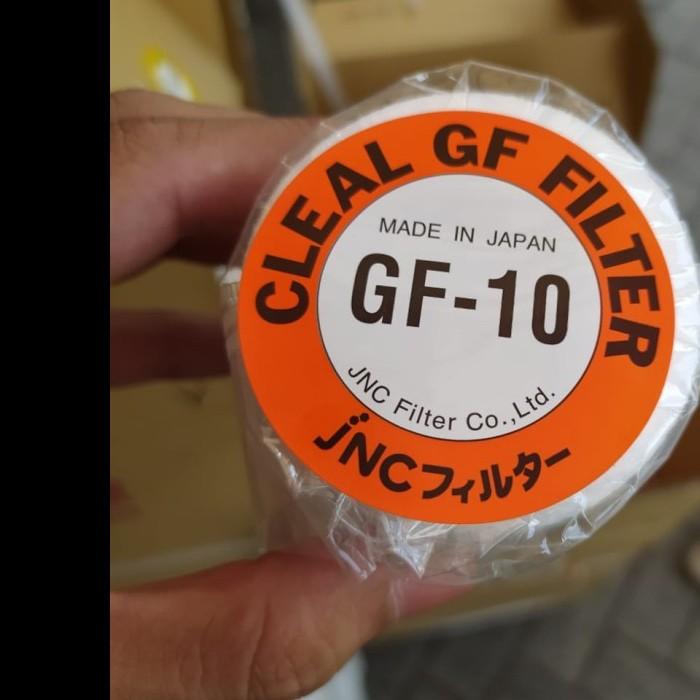 CLEAL GF FILTER
MADE IN JAPAN
GF-10
JNC Filter Co.,Ltd.
JNCフィルター